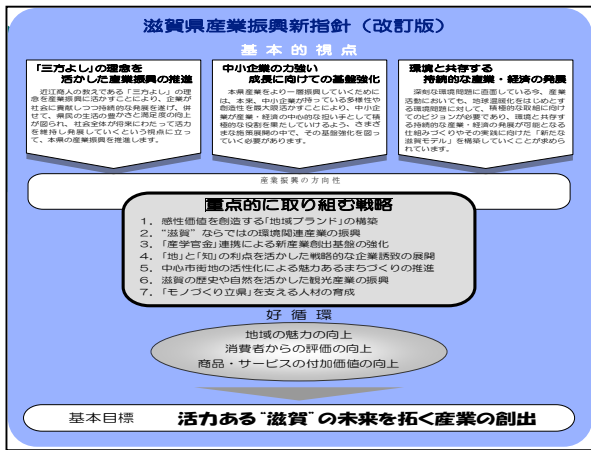 滋賀県産業振興新指針（改訂版）
基本的視点
「三方よし」の理念を
活かした産業振興の推進
近江商人の教えである「三方よし」の理
念を産業振興に活かすことにより、企業が
社会に貢献しつつ持続的な発展を遂げ、併
せて、県民の生活の豊かさと満足度の向上
が図られ、社会全体が将来にわたって活力
を維持し発展していくという視点に立っ
て、本県の産業振興を推進します。
中小企業の力強い
成長に向けての基盤強化
本県産業をより一層振興していくために
は、本来、中小企業が持っている多様性や
創造性を最大限活かすことにより、中小企
業が産業・経済の中心的な担い手として積
極的な役割を果たしていけるよう、さまざ
まな施策展開の中で、その基盤強化を図っ
ていく必要があります。
環境と共存する
持続的な産業・経済の発展
深刻な環境問題に直面している今、産業
活動においても、地球温暖化をはじめとす
る環境問題に対して、積極的な取組に向け
てのビジョンが必要であり、環境と共存す
る持続的な産業・経済の発展が可能となる
仕組みづくりやその実践に向けた「新たな
滋賀モデル」を構築していくことが求めら
れています。
産業振興の方向性
重点的に取り組む戦略
1．感性価値を創造する「地域ブランド」の構築
2．“滋賀”ならではの環境関連産業の振興
3．「産学官金」連携による新産業創出基盤の強化
4．「地」と「知」の利点を活かした戦略的な企業誘致の展開
5．中心市街地の活性化による魅力あるまちづくりの推進
6．滋賀の歴史や自然を活かした観光産業の振興
7．「モノづくり立県」を支える人材の育成
好循環
地域の魅力の向上
消費者からの評価の向上
商品・サービスの付加価値の向上
基本目標 活力ある“滋賀”の未来を拓く産業の創出